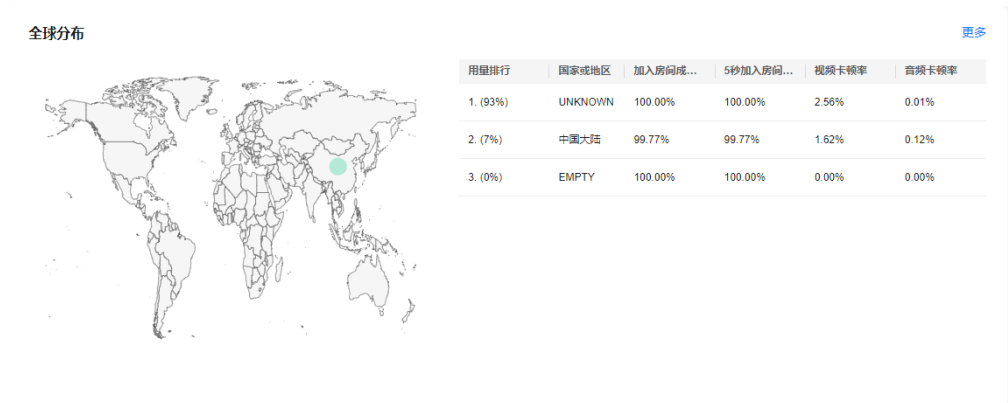 全球分布
更多
用量排行 国家或地区 加入房间成... 5秒加入房间... 视频卡顿率 音频卡顿率
1. (93%) UNKNOWN 100.00% 100.00% 2.56% 0.01%
2. (7%) 中国大陆 99.77% 99.77% 1.62% 0.12%
3. (0%) EMPTY 100.00% 100.00% 0.00% 0.00%